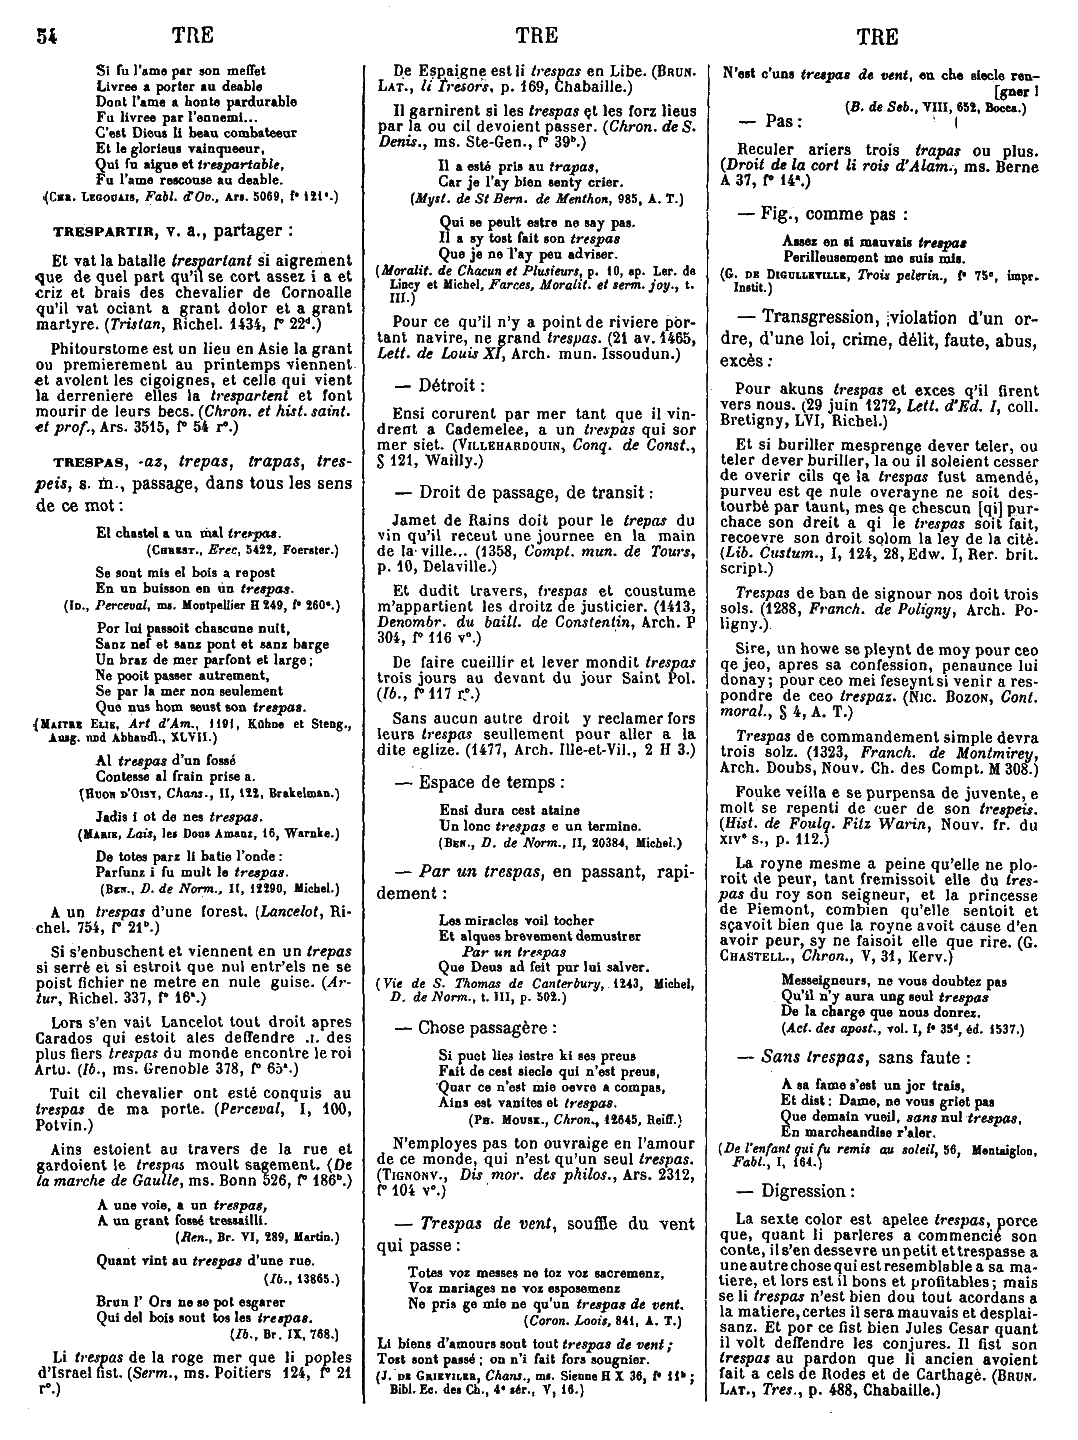 54 TRE TRE TRE
Si fu l'ame par son meffet
Livree a porter au deable
Dont l'ame a honte pardurable
Fu livree par l'ennemi...
C'est Dieus li beau combateeur
Et le glorieus vainqueeur,
Qui fu aigue et trespartable,
Fu l'ame rescouse au deable.
(CHR. LEGOUAIS, Fabl. d'Ov., Ars. 5069, fº 121ª.)
TRESPARTIR, v. a., partager :
Et vat la batalle trespartant si aigrement
que de quel part qu'il se cort assez i a et
criz et brais des chevalier de Cornoalle
qu'il vat ociant a grant dolor et a grant
martyre. (Tristan, Richel. 1434, fº 22ᵈ.)
Phitourstome est un lieu en Asie la grant
ou premierement au printemps viennent
et avolent les cigoignes, et celle qui vient
la derreniere elles la trespartent et font
mourir de leurs becs. (Chron. et hist. saint.
et prof., Ars. 3515, fº 54 rº.)
TRESPAS, -az, trepas, trapas, tres-
peis, s. m., passage, dans tous les sens
de ce mot :
El chastel a un mal trespas.
(CHREST., Erec, 5422, Foerster.)
Se sont mis el bois a repost
En un buisson en un trespas.
(ID., Perceval, ms. Montpellier H 249, fº 260ᵉ.)
Por lui passoit chascune nuit,
Sanz nef et sanz pont et sanz barge
Un braz de mer parfont et large ;
Ne pooit passer autrement,
Se par la mer non seulement
Que nus hom seust son trespas.
(MAITRE ELIE, Art d'Am., 1191, Kühne et Steng.,
Ausg. und Abhandl., XLVII.)
Al trespas d'un fossé
Contesse al frain prise a.
(HUON D'OISY, Chans., II, 122, Brakelman.)
Jadis i ot de nes trespas.
(MARIE, Lais, les Dous Amanz, 16, Warnke.)
De totes parz li batie l'onde :
Parfunz i fu mult le trespas.
(BEN., D. de Norm., II, 12290, Michel.)
A un trespas d'une forest. (Lancelot, Ri-
chel. 754, fº 21ᵇ.)
Si s'enbuschent et viennent en un trepas
si serré et si estroit que nul entr'els ne se
poist fichier ne metre en nule guise. (Ar-
tur, Richel. 337, fº 16ª.)
Lors s'en vait Lancelot tout droit apres
Carados qui estoit ales deffendre .I. des
plus fiers trespas du monde encontre le roi
Artu. (Ib., ms. Grenoble 378, fº 65ª.)
Tuit cil chevalier ont esté conquis au
trespas de ma porte. (Perceval, I, 100,
Potvin.)
Ains estoient au travers de la rue et
gardoient le trespas moult sagement. (De
la marche de Gaulle, ms. Bonn 526, fº 186ᵇ.)
A une voie, a un trespas,
A un grant fossé tressailli.
(Ren., Br. VI, 289, Martin.)
Quant vint au trespas d'une rue.
(Ib., 13865.)
Brun l' Ors ne se pot esgarer
Qui del bois sout tos les trespas.
(Ib., Br. IX, 768.)
Li trespas de la roge mer que li poples
d'Israel fist. (Serm., ms. Poitiers 124, fº 21
rº.)
De Espaigne est li trespas en Libe. (BRUN.
LAT., li Tresors, p. 169, Chabaille.)
Il garnirent si les trespas et les forz lieus
par la ou cil devoient passer. (Chron. de S.
Denis., ms. Ste-Gen., fº 39ᵇ.)
Il a esté pris au trapas,
Car je l'ay bien senty crier.
(Myst. de St Bern. de Menthon, 985, A. T.)
Qui se peult estre ne say pas.
Il a sy tost fait son trespas
Que je ne l'ay peu adviser.
(Moralit. de Chacun et Plusieurs, p. 10, ap. Ler. de
Lincy et Michel, Farces, Moralit. et serm. joy., t.
III.)
Pour ce qu'il n'y a point de riviere por-
tant navire, ne grand trespas. (21 av. 1465,
Lett. de Louis XI, Arch. mun. Issoudun.)
— Détroit :
Ensi corurent par mer tant que il vin-
drent a Cademelee, a un trespas qui sor
mer siet. (VILLEHARDOUIN, Conq. de Const.,
§ 121, Wailly.)
— Droit de passage, de transit :
Jamet de Rains doit pour le trepas du
vin qu'il receut une journee en la main
de la ville... (1358, Compt. mun. de Tours,
p. 10, Delaville.)
Et dudit travers, trespas et coustume
m'appartient les droitz de justicier. (1413,
Denombr. du baill. de Constentin, Arch. P
304, fº 116 vº.)
De faire cueillir et lever mondit trespas
trois jours au devant du jour Saint Pol.
(Ib., fº 117 rº.)
Sans aucun autre droit y reclamer fors
leurs trespas seullement pour aller a la
dite eglize. (1477, Arch. Ille-et-Vil., 2 H 3.)
— Espace de temps :
Ensi dura cest ataine
Un lonc trespas e un termine.
(BEN., D. de Norm., II, 20384, Michel.)
— Par un trespas, en passant, rapi-
dement :
Les miracles voil tocher
Et alques brevement demustrer
Par un trespas
Que Deus ad feit pur lui salver.
(Vie de S. Thomas de Canterbury, 1243, Michel,
D. de Norm., t. III, p. 502.)
— Chose passagère :
Si puet lies iestre ki ses preus
Fait de cest siecle qui n'est preus,
Quar ce n'est mie oevre a compas,
Ains est vanites et trespas.
(PH. MOUSK., Chron., 12645, Reiff.)
N'employes pas ton ouvraige en l'amour
de ce monde, qui n'est qu'un seul trespas.
(TIGNONV., Dis mor. des philos., Ars. 2312,
fº 104 vº.)
— Trespas de vent, souffle du vent
qui passe :
Totes voz messes ne toz voz sacremenz,
Voz mariages ne voz esposemenz
Ne pris ge mie ne qu'un trespas de vent.
(Coron. Loois, 841, A. T.)
Li biens d'amours sont tout trespas de vent ;
Tost sont passé ; on n'i fait fors sougnier.
(J. DE GRIEVILER, Chans., ms. Sienne H X 36, fº 11ᵇ ;
Bibl. Ec. des Ch., 4ᵉ sér., V, 16.)
N'est c'uns trespas de vent, en che siecle ren-
[gner !
(B. de Seb., VIII, 652, Bocca.)
— Pas :
Reculer ariers trois trapas ou plus.
(Droit de la cort li rois d'Alam., ms. Berne
A 37, fº 14ª.)
— Fig., comme pas :
Assez en si mauvais trespas
Perilleusement me suis mis.
(G. DE DIGULLEVILLE, Trois pelerin., fº 75ᵉ, impr.
Instit.)
— Transgression, violation d'un or-
dre, d'une loi, crime, délit, faute, abus,
excès :
Pour akuns trespas et exces q'il firent
vers nous. (29 juin 1272, Lett. d'Ed. I, coll.
Bretigny, LVI, Richel.)
Et si buriller mesprenge dever teler, ou
teler dever buriller, la ou il soleient cesser
de overir cils qe la trespas fust amendé,
purveu est qe nule overayne ne soit des-
tourbé par taunt, mes qe chescun [qi] pur-
chace son dreit a qi le trespas soit fait,
recoevre son droit solom la ley de la cité.
(Lib. Custum., I, 124, 28, Edw. I, Rer. brit.
script.)
Trespas de ban de signour nos doit trois
sols. (1288, Franch. de Poligny, Arch. Po-
ligny.)
Sire, un howe se pleynt de moy pour ceo
qe jeo, apres sa confession, penaunce lui
donay ; pour ceo mei feseynt si venir a res-
pondre de ceo trespaz. (NIC. BOZON, Cont.
moral., § 4, A. T.)
Trespas de commandement simple devra
trois solz. (1323, Franch. de Montmirey,
Arch. Doubs, Nouv. Ch. des Compt. M 308.)
Fouke veilla e se purpensa de juvente, e
molt se repenti de cuer de son trespeis.
(Hist. de Foulq. Fitz Warin, Nouv. fr. du
XIVᵉ s., p. 112.)
La royne mesme a peine qu'elle ne plo-
roit de peur, tant fremissoit elle du tres-
pas du roy son seigneur, et la princesse
de Piemont, combien qu'elle sentoit et
sçavoit bien que la royne avoit cause d'en
avoir peur, sy ne faisoit elle que rire. (G.
CHASTELL., Chron., V, 31, Kerv.)
Messeigneurs, ne vous doubtez pas
Qu'il n'y aura ung seul trespas
De la charge que nous donrez.
(Act. des apost., vol. I, fº 35ᵈ, éd. 1537.)
— Sans trespas, sans faute :
A sa fame s'est un jor trais,
Et dist : Dame, ne vous griet pas
Que demain vueil, sans nul trespas,
En marcheandise r'aler.
(De l'enfant qui fu remis au soleil, 56, Montaiglon,
Fabl., I, 164.)
— Digression :
La sexte color est apelee trespas, porce
que, quant li parleres a commencié son
conte, il s'en dessevre un petit et trespasse a
une autre chose qui est resemblable a sa ma-
tiere, et lors est il bons et profitables ; mais
se li trespas n'est bien dou tout acordans a
la matiere, certes il sera mauvais et desplai-
sanz. Et por ce fist bien Jules Cesar quant
il volt deffendre les conjures. Il fist son
trespas au pardon que li ancien avoient
fait a cels de Rodes et de Carthage. (BRUN.
LAT., Tres., p. 488, Chabaille.)